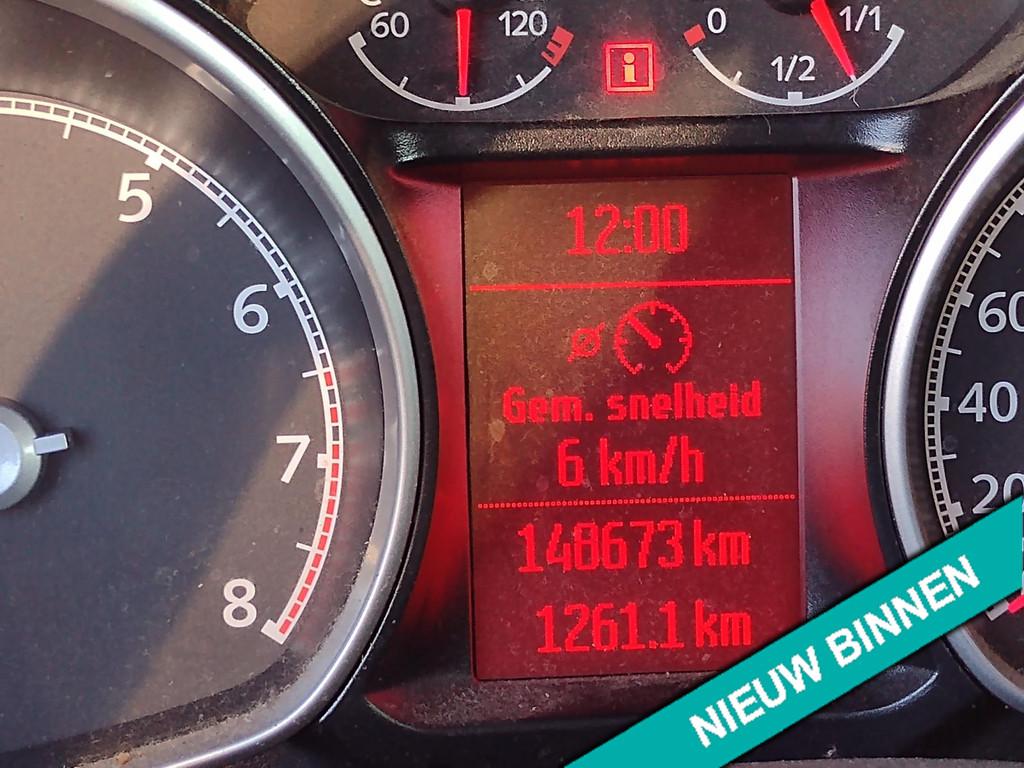 60 120
i
0 1/2 1/1
5
6
7
8
12:00
Gem. snelheid
6 km/h
148673 km
1261.1 km
60
40
20
NIEUW BINNEN